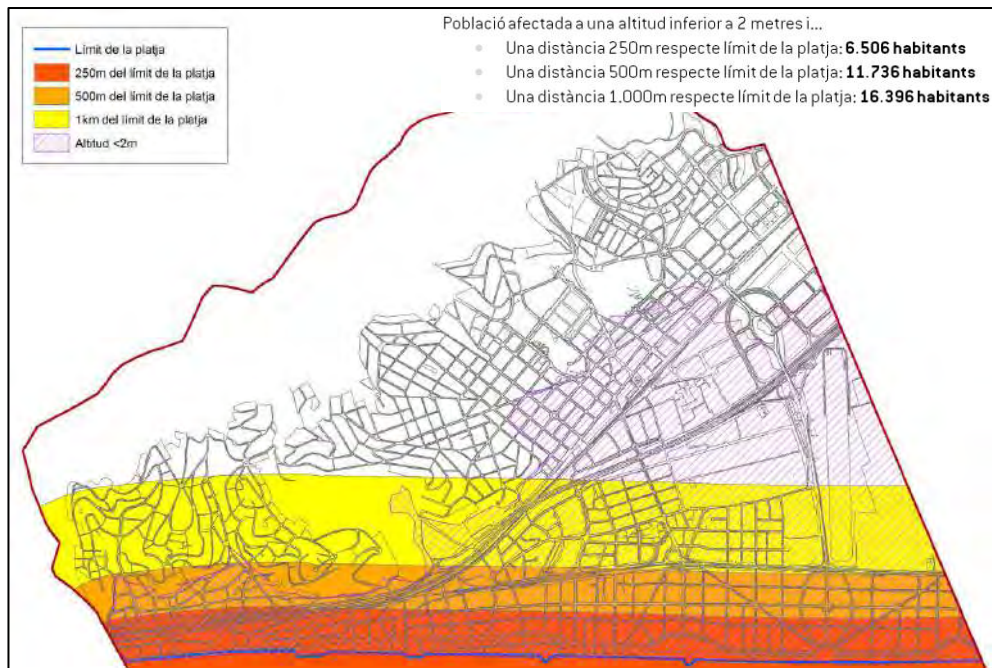 Població afectada a una altitud inferior a 2 metres i...
Una distància 250m respecte límit de la platja: 6.506 habitants
Una distància 500m respecte límit de la platja: 11.736 habitants
Una distància 1.000m respecte límit de la platja: 16.396 habitants
Límit de la platja
250m del límit de la platja
500m del límit de la platja
1km del límit de la platja
Altitud <2m